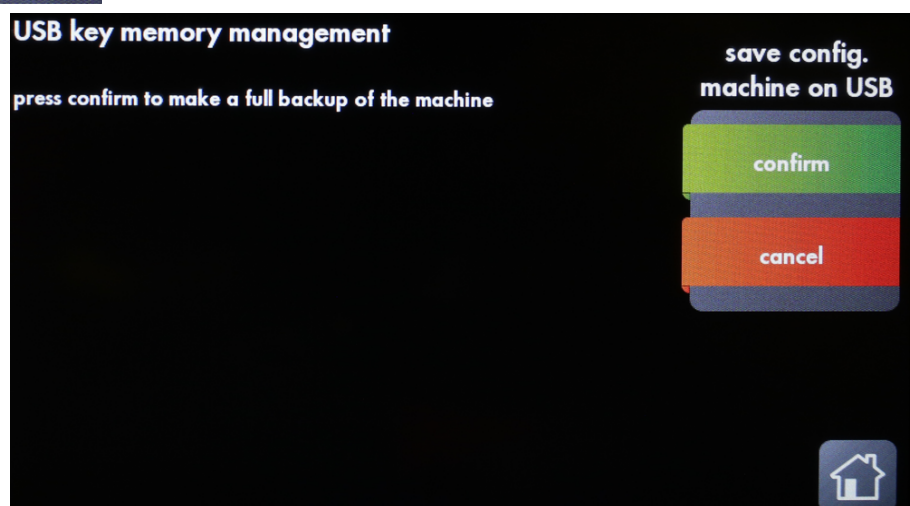 USB key memory management
press confirm to make a full backup of the machine
save config.
machine on USB
confirm
cancel